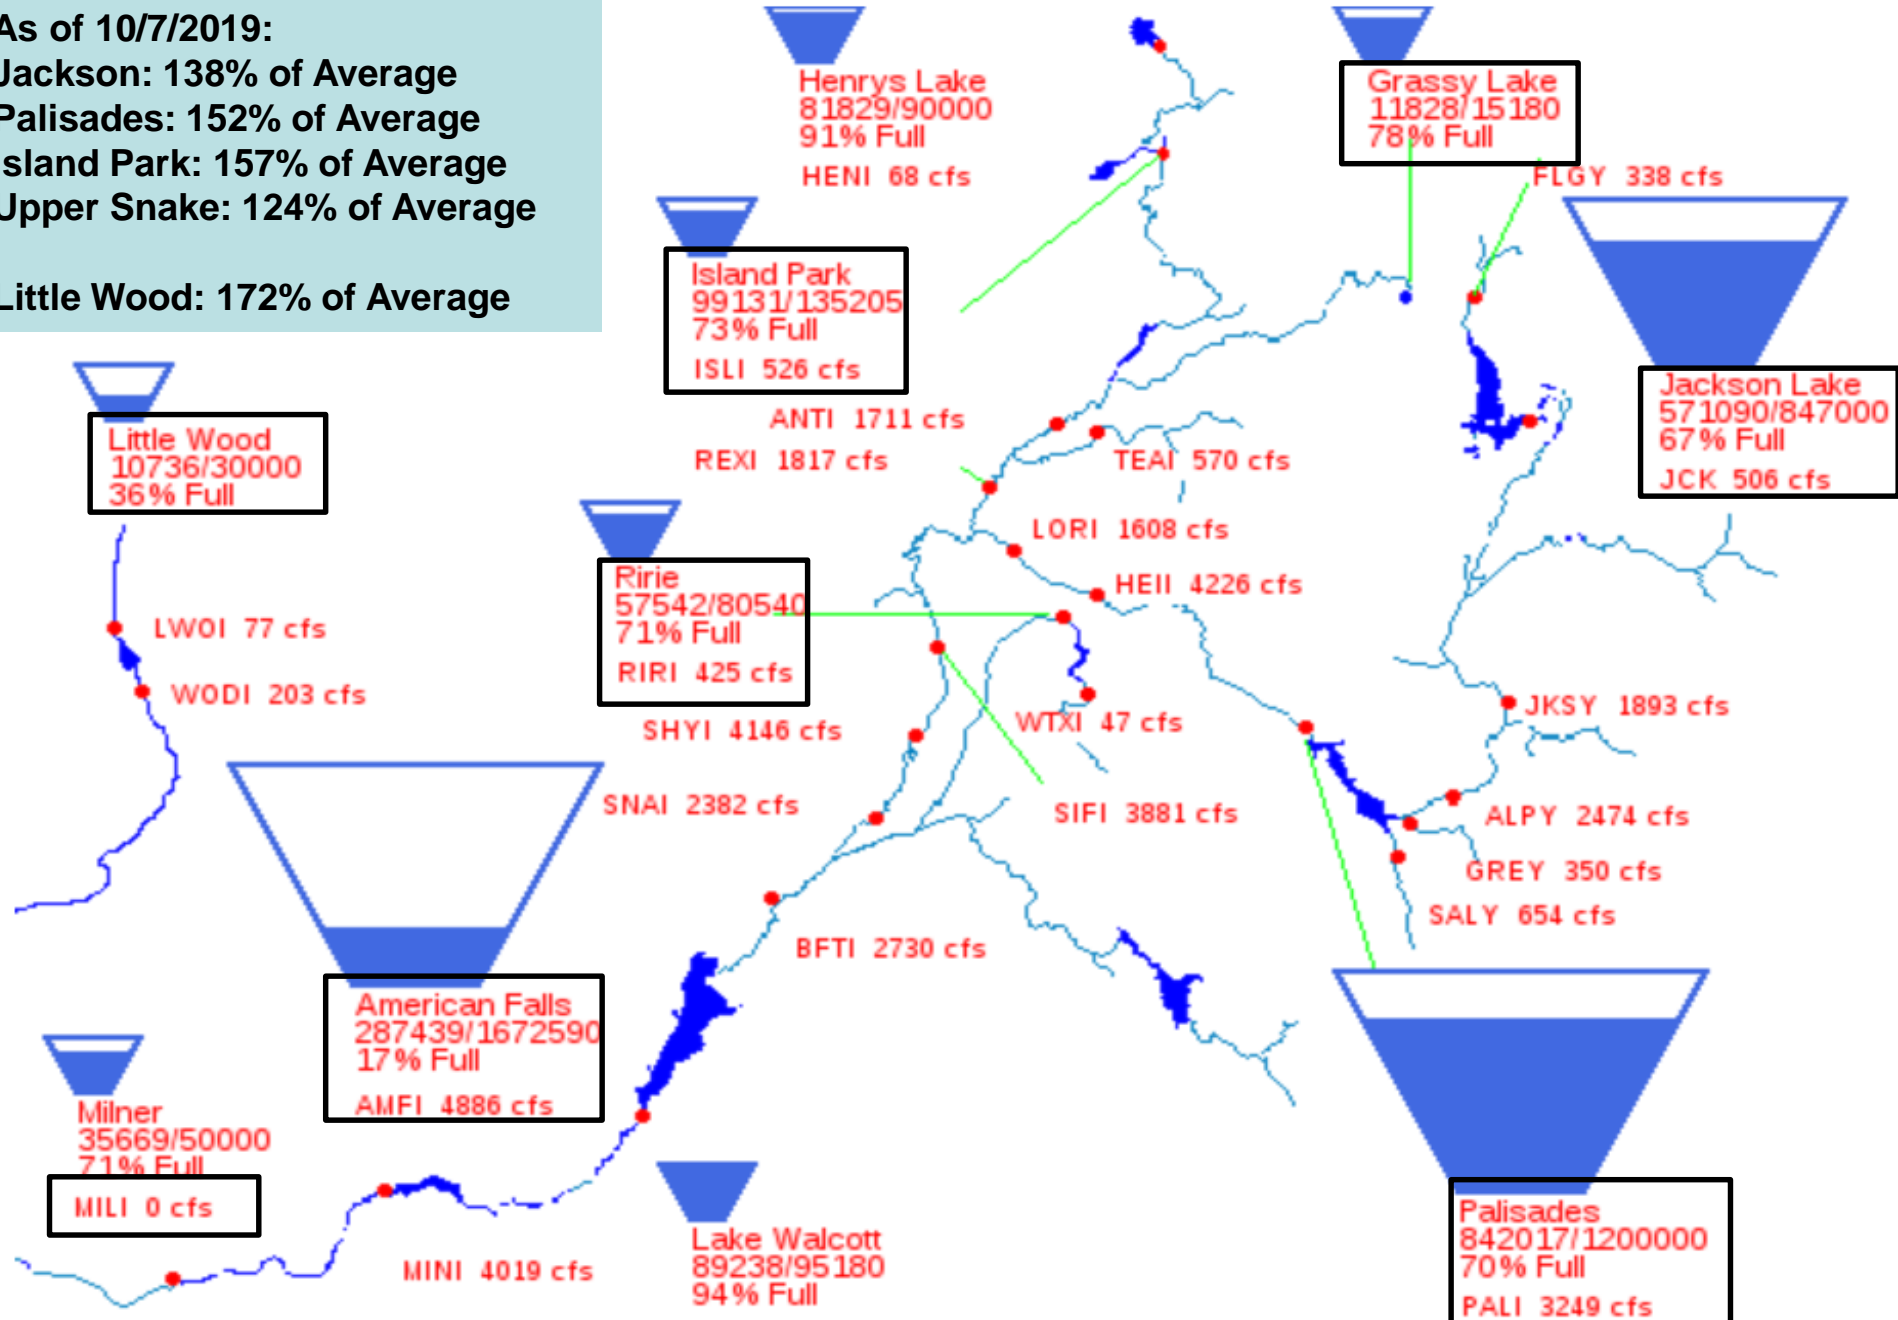 As of 10/7/2019:
Jackson: 138% of Average
Palisades: 152% of Average
Island Park: 157% of Average
Upper Snake: 124% of Average
Little Wood: 172% of Average
Henrys Lake
81829/90000
91% Full
HENI 68 cfs
Grassy Lake
11828/15180
78% Full
FLGY 338 cfs
Island Park
99131/135205
73% Full
ISLI 526 cfs
Jackson Lake
571090/847000
67% Full
JCK 506 cfs
ANTI 1711 cfs
REXI 1817 cfs
TEAI 570 cfs
Little Wood
10736/30000
36% Full
LORI 1608 cfs
HEII 4226 cfs
Ririe
57542/80540
71% Full
RIRI 425 cfs
LWOI 77 cfs
WODI 203 cfs
WTXI 47 cfs
JKSY 1893 cfs
SHYI 4146 cfs
SNAI 2382 cfs
SIFI 3881 cfs
ALPY 2474 cfs
GREY 350 cfs
SALY 654 cfs
BFTI 2730 cfs
American Falls
287439/1672590
17% Full
AMFI 4886 cfs
Milner
35669/50000
71% Full
MILI 0 cfs
MINI 4019 cfs
Lake Walcott
89238/95180
94% Full
Palisades
842017/1200000
70% Full
PALI 3249 cfs